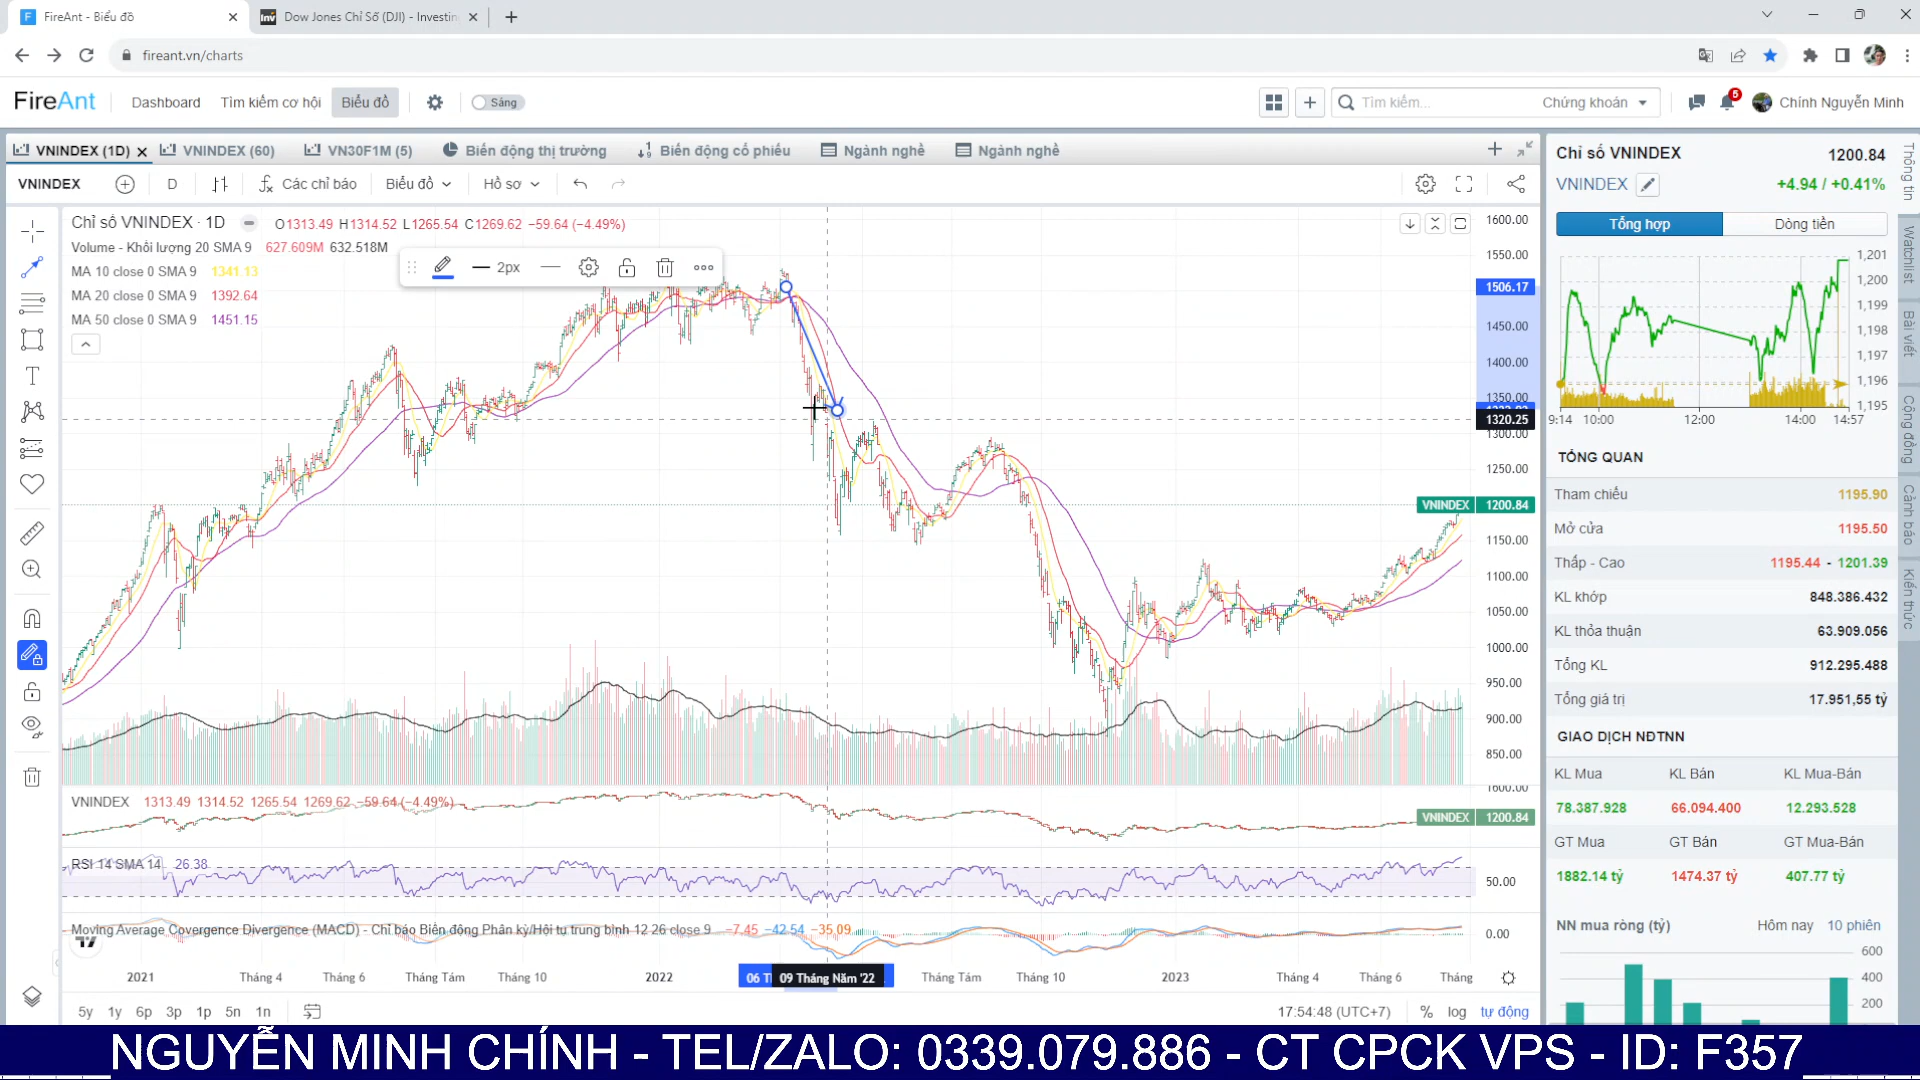 FireAnt - Biểu đồ
Dow Jones Chỉ Số (DJI) - Investin
fireant.vn/charts
FireAnt Dashboard Tìm kiếm cơ hội Biểu đồ Sáng
Tìm kiếm... Chứng khoán 5 Chính Nguyễn Minh
VNINDEX (1D) VNINDEX (60) VN30F1M (5) Biến động thị trường Biến động cổ phiếu Ngành nghề Ngành nghề
VNINDEX D Các chỉ báo Biểu đồ Hồ sơ
Chỉ số VNINDEX · 1D O1313.49 H1314.52 L1265.54 C1269.62 −59.64 (−4.49%)
Volume - Khối lượng 20 SMA 9 627.609M 632.518M
MA 10 close 0 SMA 9 1341.13
MA 20 close 0 SMA 9 1392.64
MA 50 close 0 SMA 9 1451.15
2px
1600.00
1550.00
1506.17
1450.00
1400.00
1350.00
1320.25
1300.00
1250.00
VNINDEX 1200.84
1150.00
1100.00
1050.00
1000.00
950.00
900.00
850.00
VNINDEX 1313.49 1314.52 1265.54 1269.62 −59.64 (−4.49%)
1600.00
VNINDEX 1200.84
RSI 14 SMA 14 26.38
50.00
Moving Average Covergence Divergence (MACD) - Chỉ báo Biến động Phân kỳ/Hội tụ trung bình 12 26 close 9 −7.45 −42.54 −35.09
0.00
2021 Tháng 4 Tháng 6 Tháng Tám Tháng 10 2022 06 T 09 Tháng Năm '22 Tháng Tám Tháng 10 2023 Tháng 4 Tháng 6 Tháng
5y 1y 6p 3p 1p 5n 1n 17:54:48 (UTC+7) % log tự động
Chỉ số VNINDEX 1200.84
VNINDEX +4.94 / +0.41%
Tổng hợp Dòng tiền
1,201
1,200
1,199
1,198
1,197
1,196
1,195
9:14 10:00 12:00 14:00 14:57
TỔNG QUAN
Tham chiếu 1195.90
Mở cửa 1195.50
Thấp - Cao 1195.44 - 1201.39
KL khớp 848.386.432
KL thỏa thuận 63.909.056
Tổng KL 912.295.488
Tổng giá trị 17.951,55 tỷ
GIAO DỊCH NĐTNN
KL Mua KL Bán KL Mua-Bán
78.387.928 66.094.400 12.293.528
GT Mua GT Bán GT Mua-Bán
1882.14 tỷ 1474.37 tỷ 407.77 tỷ
NN mua ròng (tỷ) Hôm nay 10 phiên
600
400
200
Thông tin
Watchlist
Bài viết
Cộng đồng
Cảnh báo
Kiến thức
NGUYỄN MINH CHÍNH - TEL/ZALO: 0339.079.886 - CT CPCK VPS - ID: F357